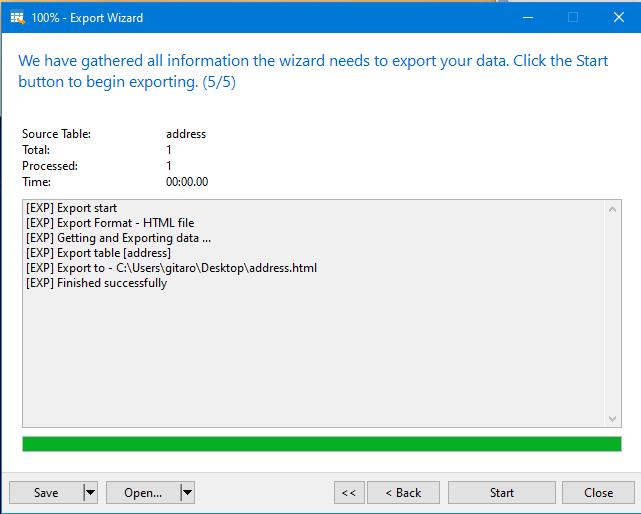 100% - Export Wizard
We have gathered all information the wizard needs to export your data. Click the Start
button to begin exporting. (5/5)
Source Table: address
Total: 1
Processed: 1
Time: 00:00.00
[EXP] Export start
[EXP] Export Format - HTML file
[EXP] Getting and Exporting data ...
[EXP] Export table [address]
[EXP] Export to - C:\Users\gitaro\Desktop\address.html
[EXP] Finished successfully
Save Open... << < Back Start Close